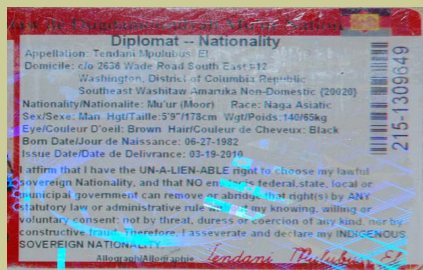 Diplomat -- Nationality
Appellation: Tendani Mpulubusi El
Domicile: c/o 2636 Wade Road South East #12
Washington, District of Columbia Republic
Southeast Washitaw Amaruka Non-Domestic (20020)
Nationality/Nationalite: Mu'ur (Moor) Race: Naga Asiatic
Sex/Sexe: Man Hgt/Taille: 5'9"/178cm Wgt/Poids: 140/65kg
Eye/Couleur D'oeil: Brown Hair/Couleur de Cheveux: Black
Born Date/Jour de Naissance: 06-27-1982
Issue Date/Date de Delivrance: 03-19-2010
I affirm that I have the UN-A-LIEN-ABLE right to choose my lawful
sovereign Nationality, and that NO federal, state, local or
municipal government can remove or abridge that right(s) by ANY
statutory law or administrative rule my knowing, willing or
voluntary consent; not by threat, duress or coercion of any kind, nor by
constructive fraud. Therefore, I asseverate and declare my INDIGENOUS
SOVEREIGN NATIONALITY
Allograph/Allographie Tendani Mpulubusi El
215-1309649